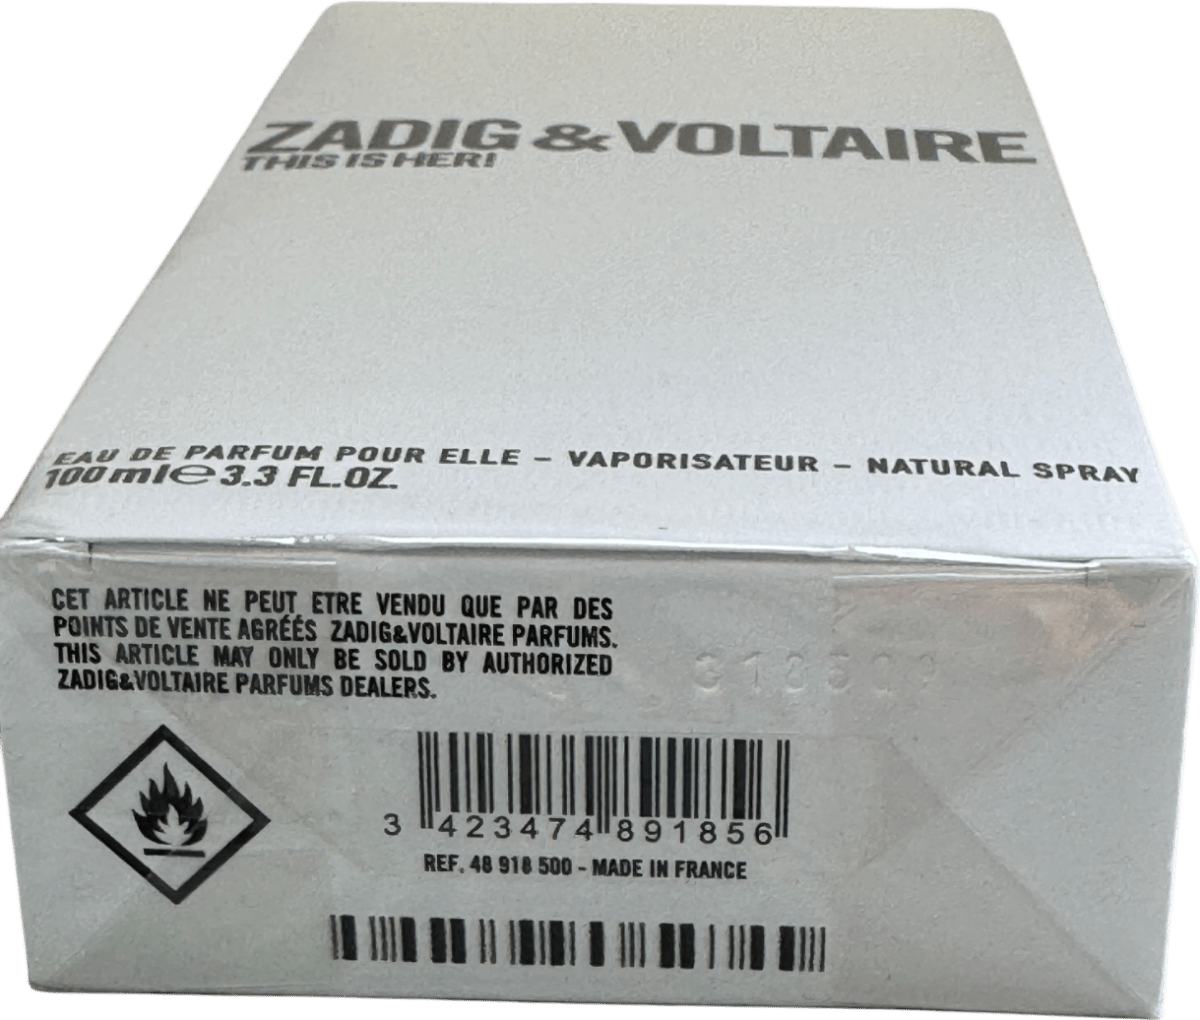 ZADIG & VOLTAIRE
THIS IS HER!
EAU DE PARFUM POUR ELLE – VAPORISATEUR – NATURAL SPRAY
100 ml e 3.3 FL.OZ.
CET ARTICLE NE PEUT ETRE VENDU QUE PAR DES
POINTS DE VENTE AGRÉÉS ZADIG&VOLTAIRE PARFUMS.
THIS ARTICLE MAY ONLY BE SOLD BY AUTHORIZED
ZADIG&VOLTAIRE PARFUMS DEALERS.
3 423474 891856
REF. 48 918 500 - MADE IN FRANCE